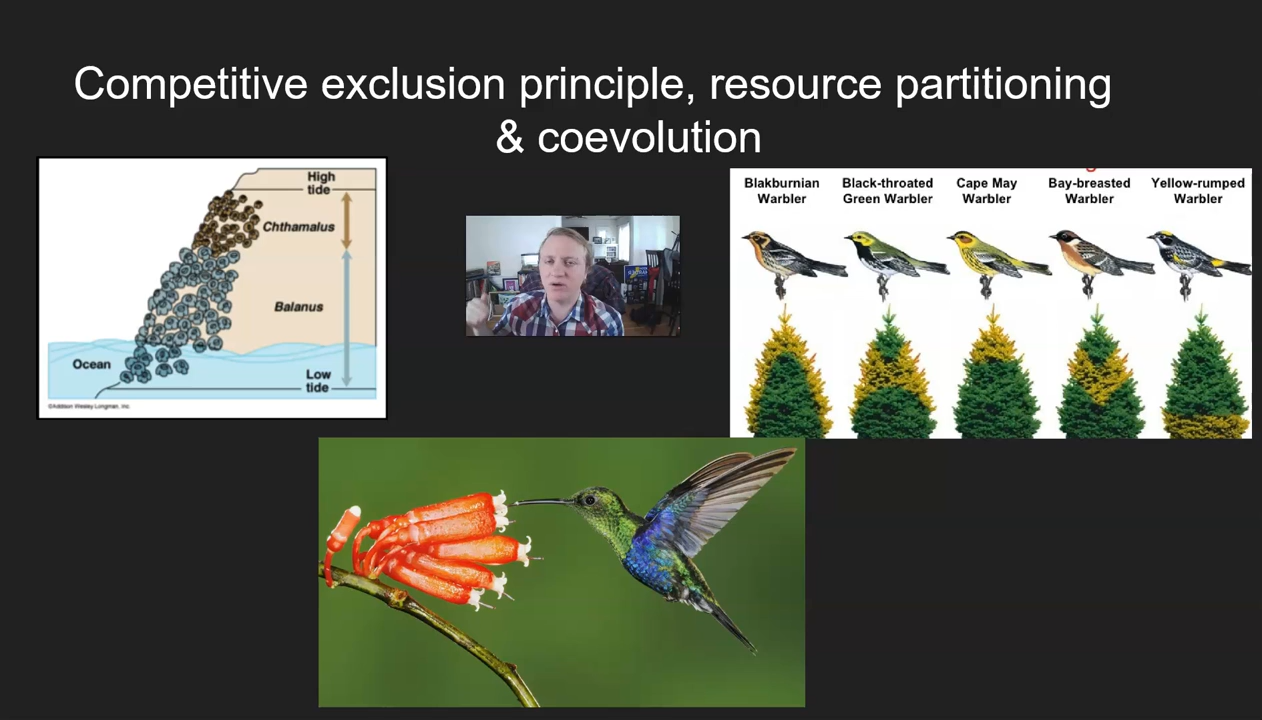 Competitive exclusion principle, resource partitioning
& coevolution
High
tide
Chthamalus
Balanus
Ocean
Low
tide
©Addison Wesley Longman, Inc.
Blakburnian
Warbler
Black-throated
Green Warbler
Cape May
Warbler
Bay-breasted
Warbler
Yellow-rumped
Warbler